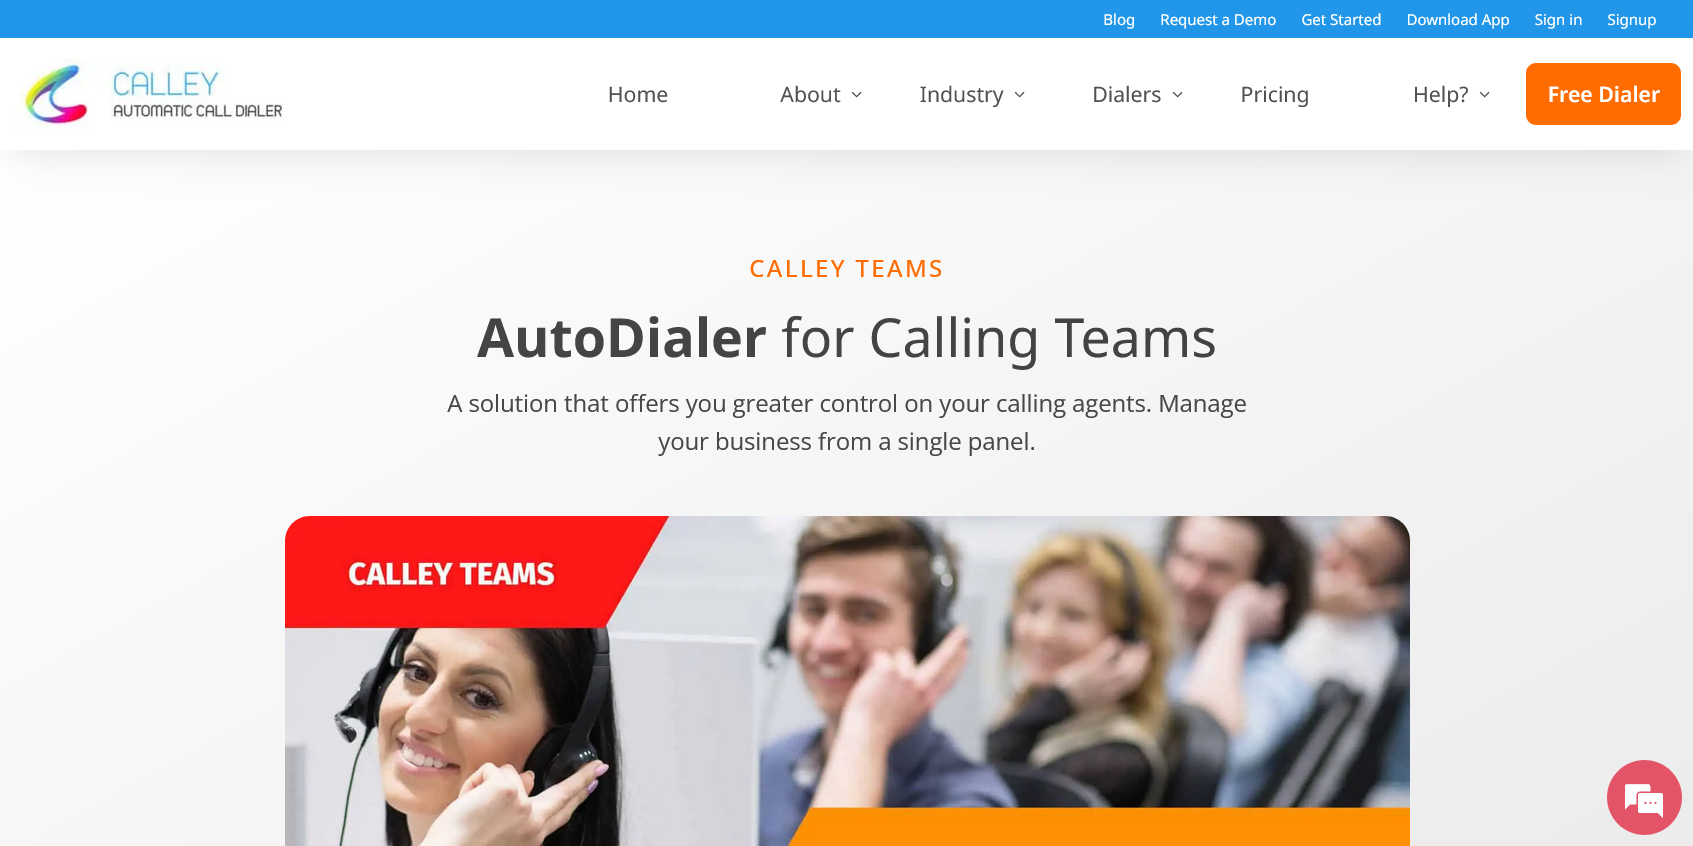 Blog Request a Demo Get Started Download App Sign in Signup
CALLEY
AUTOMATIC CALL DIALER
Home About Industry Dialers Pricing Help? Free Dialer
CALLEY TEAMS
AutoDialer for Calling Teams
A solution that offers you greater control on your calling agents. Manage
your business from a single panel.
CALLEY TEAMS